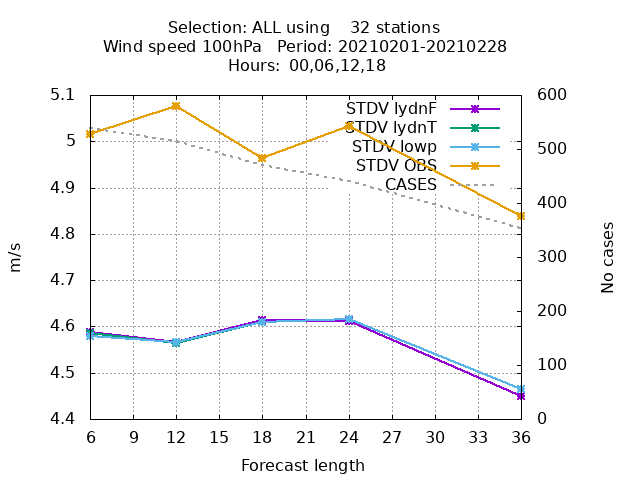 Selection: ALL using 32 stations
Wind speed 100hPa Period: 20210201-20210228
Hours: 00,06,12,18
5.1
5
4.9
4.8
4.7
4.6
4.5
4.4
m/s
STDV lydnF
STDV lydnT
STDV lowp
STDV OBS
CASES
600
500
400
300
200
100
0
No cases
6 9 12 15 18 21 24 27 30 33 36
Forecast length